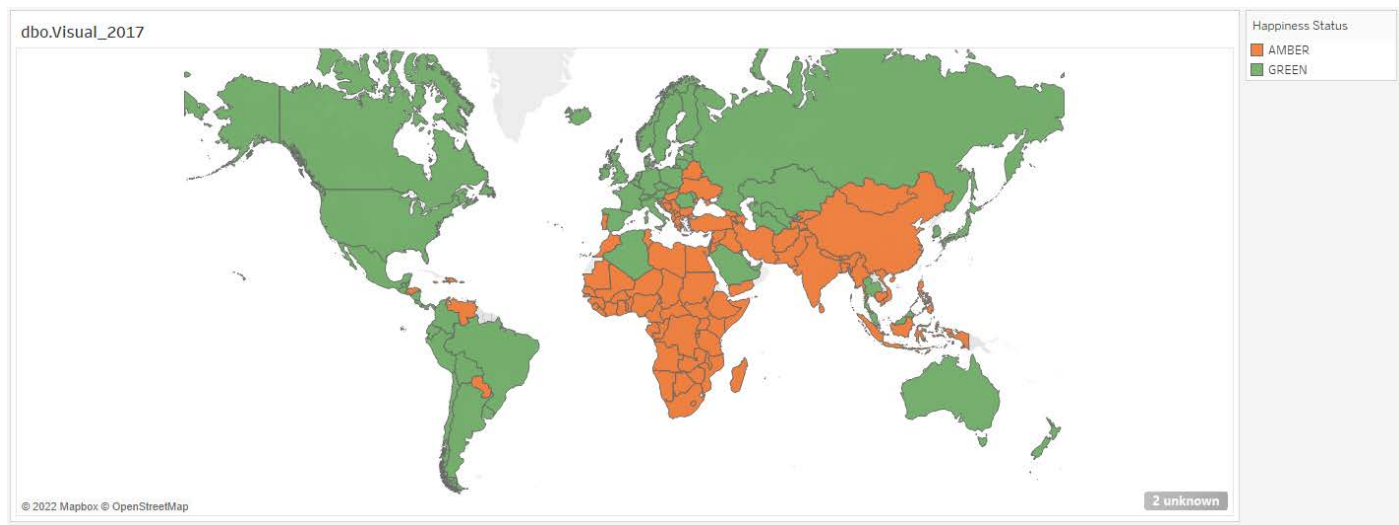 dbo.Visual_2017
Happiness Status
AMBER
GREEN
© 2022 Mapbox © OpenStreetMap
2 unknown